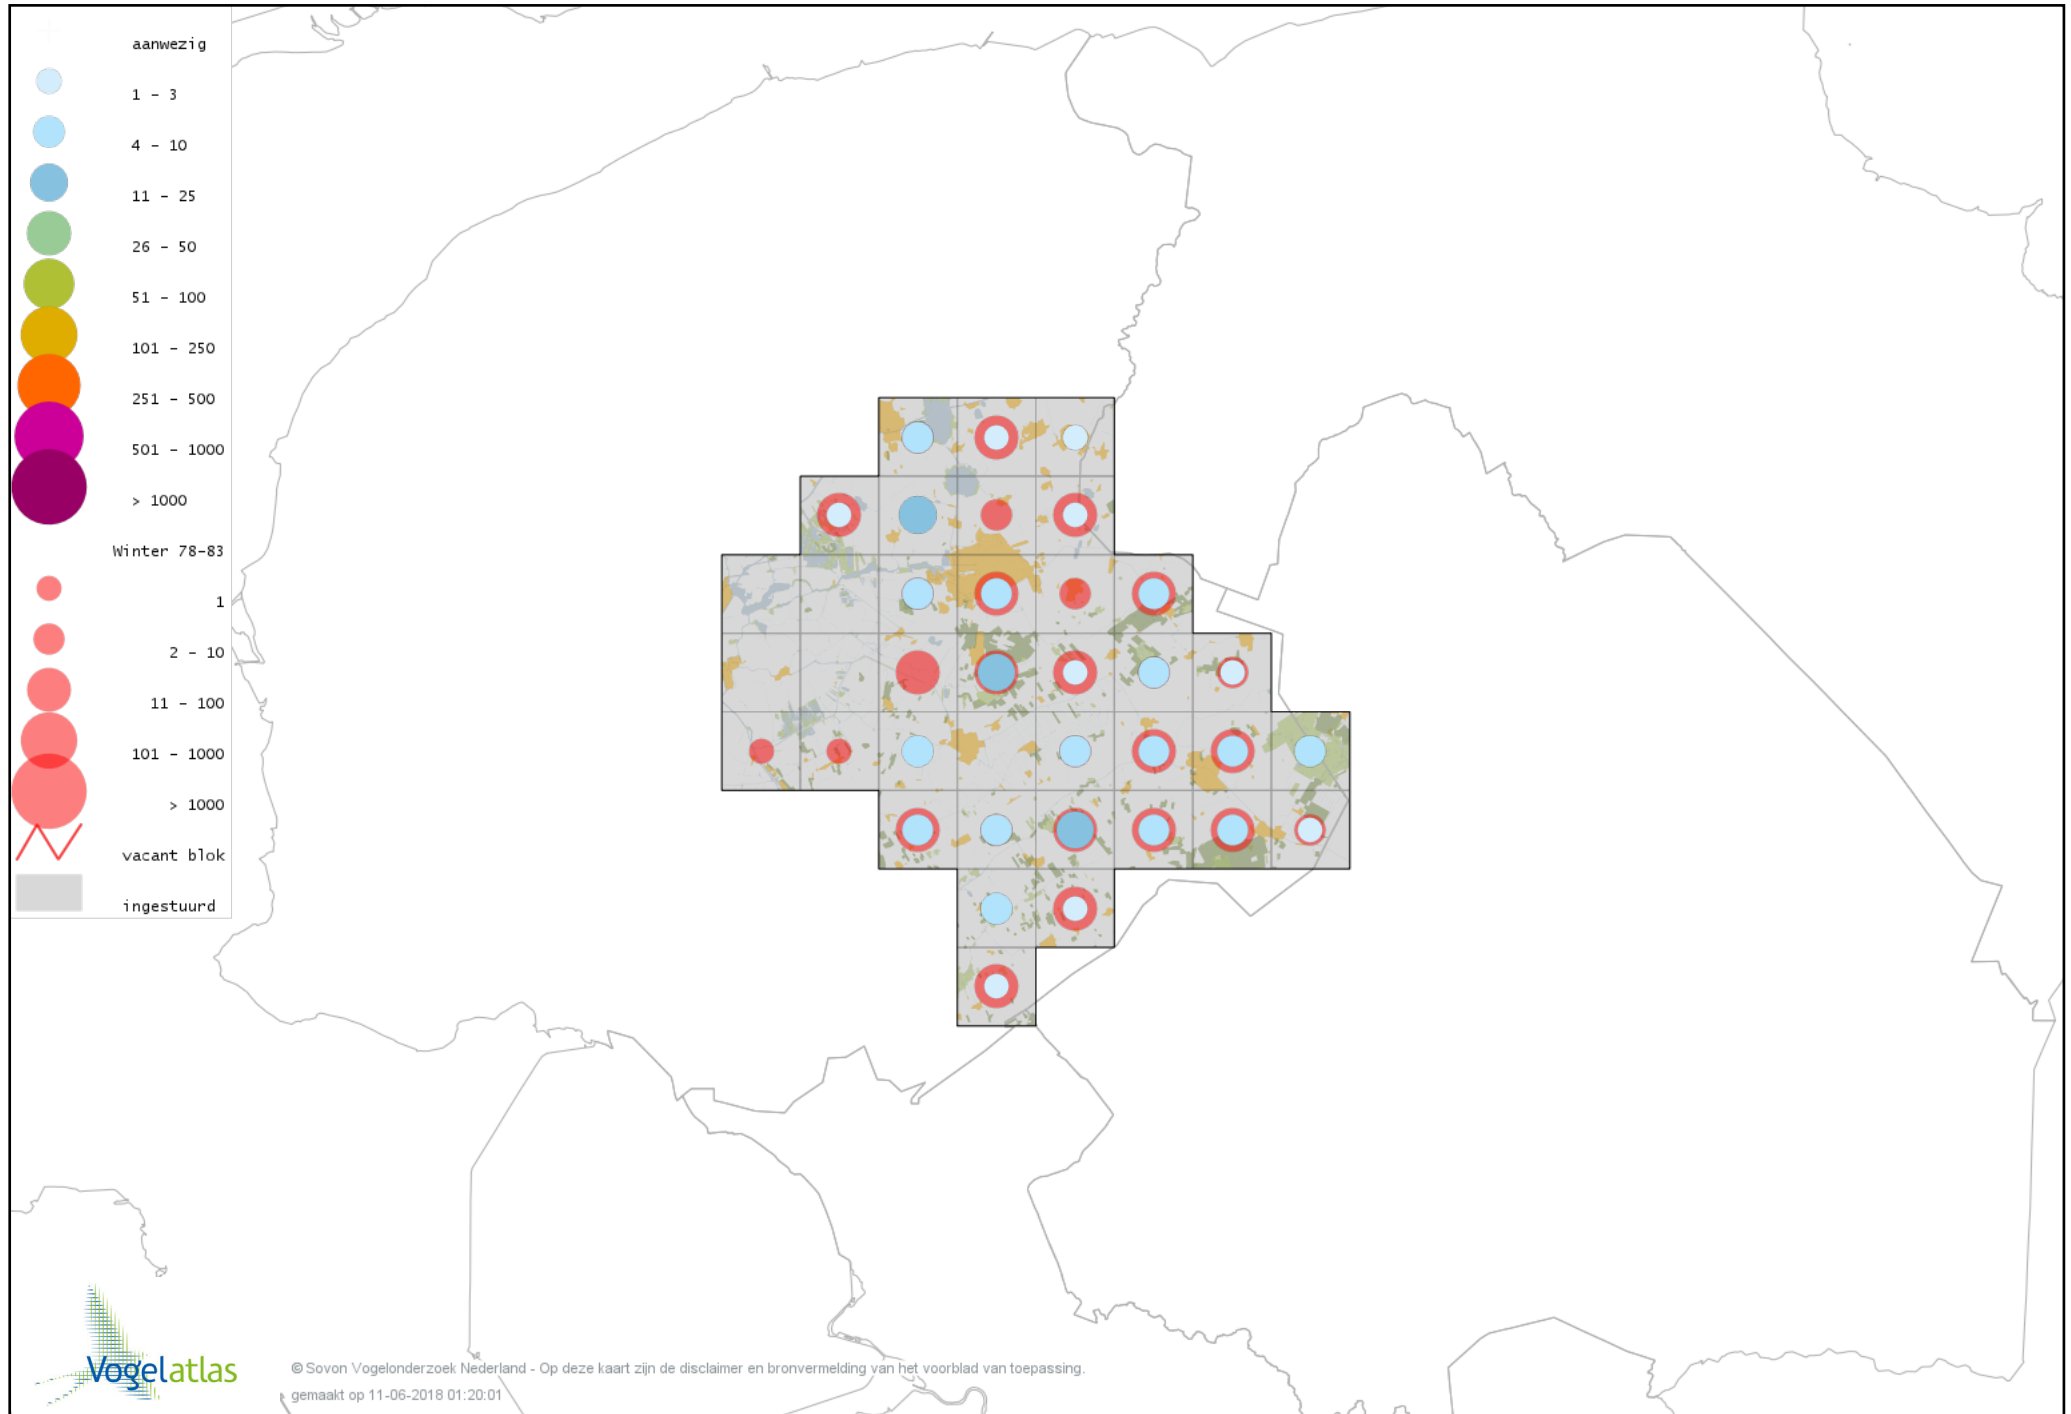 aanwezig
1 - 3
4 - 10
11 - 25
26 - 50
51 - 100
101 - 250
251 - 500
501 - 1000
> 1000
Winter 78-83
1
2 - 10
11 - 100
101 - 1000
> 1000
vacant blok
ingestuurd
Vogelatlas
© Sovon Vogelonderzoek Nederland - Op deze kaart zijn de disclaimer en bronvermelding van het voorblad van toepassing.
gemaakt op 11-06-2018 01:20:01